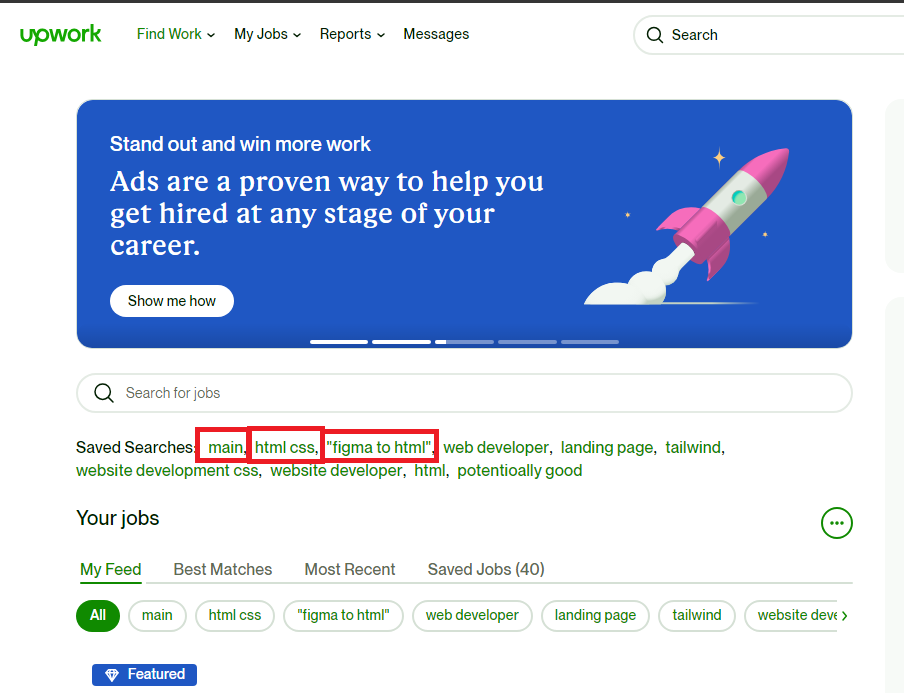 upwork Find Work My Jobs Reports Messages Search
Stand out and win more work
Ads are a proven way to help you
get hired at any stage of your
career.
Show me how
Search for jobs
Saved Searches: main, html css, "figma to html", web developer, landing page, tailwind,
website development css, website developer, html, potentioally good
Your jobs
My Feed Best Matches Most Recent Saved Jobs (40)
All main html css "figma to html" web developer landing page tailwind website deve
Featured